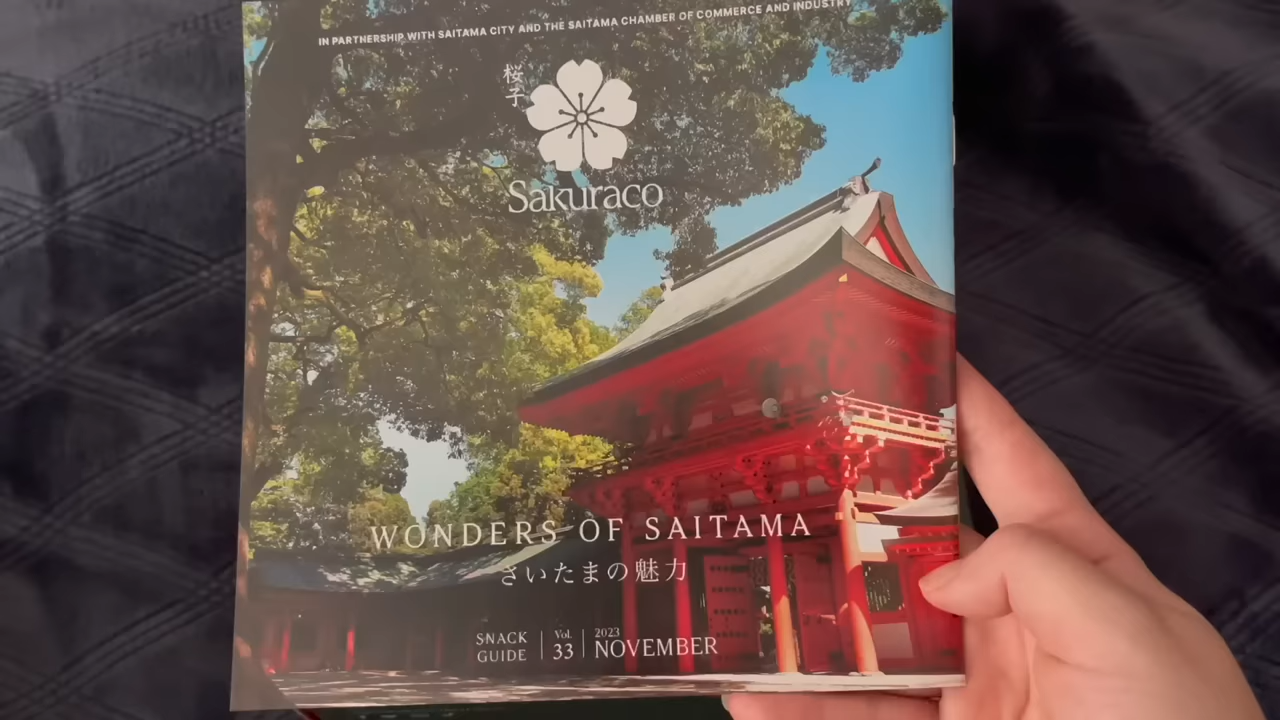 IN PARTNERSHIP WITH SAITAMA CITY AND THE SAITAMA CHAMBER OF COMMERCE AND INDUSTRY
桜子
Sakuraco
WONDERS OF SAITAMA
さいたまの魅力
SNACK GUIDE
Vol. 33
2023 NOVEMBER